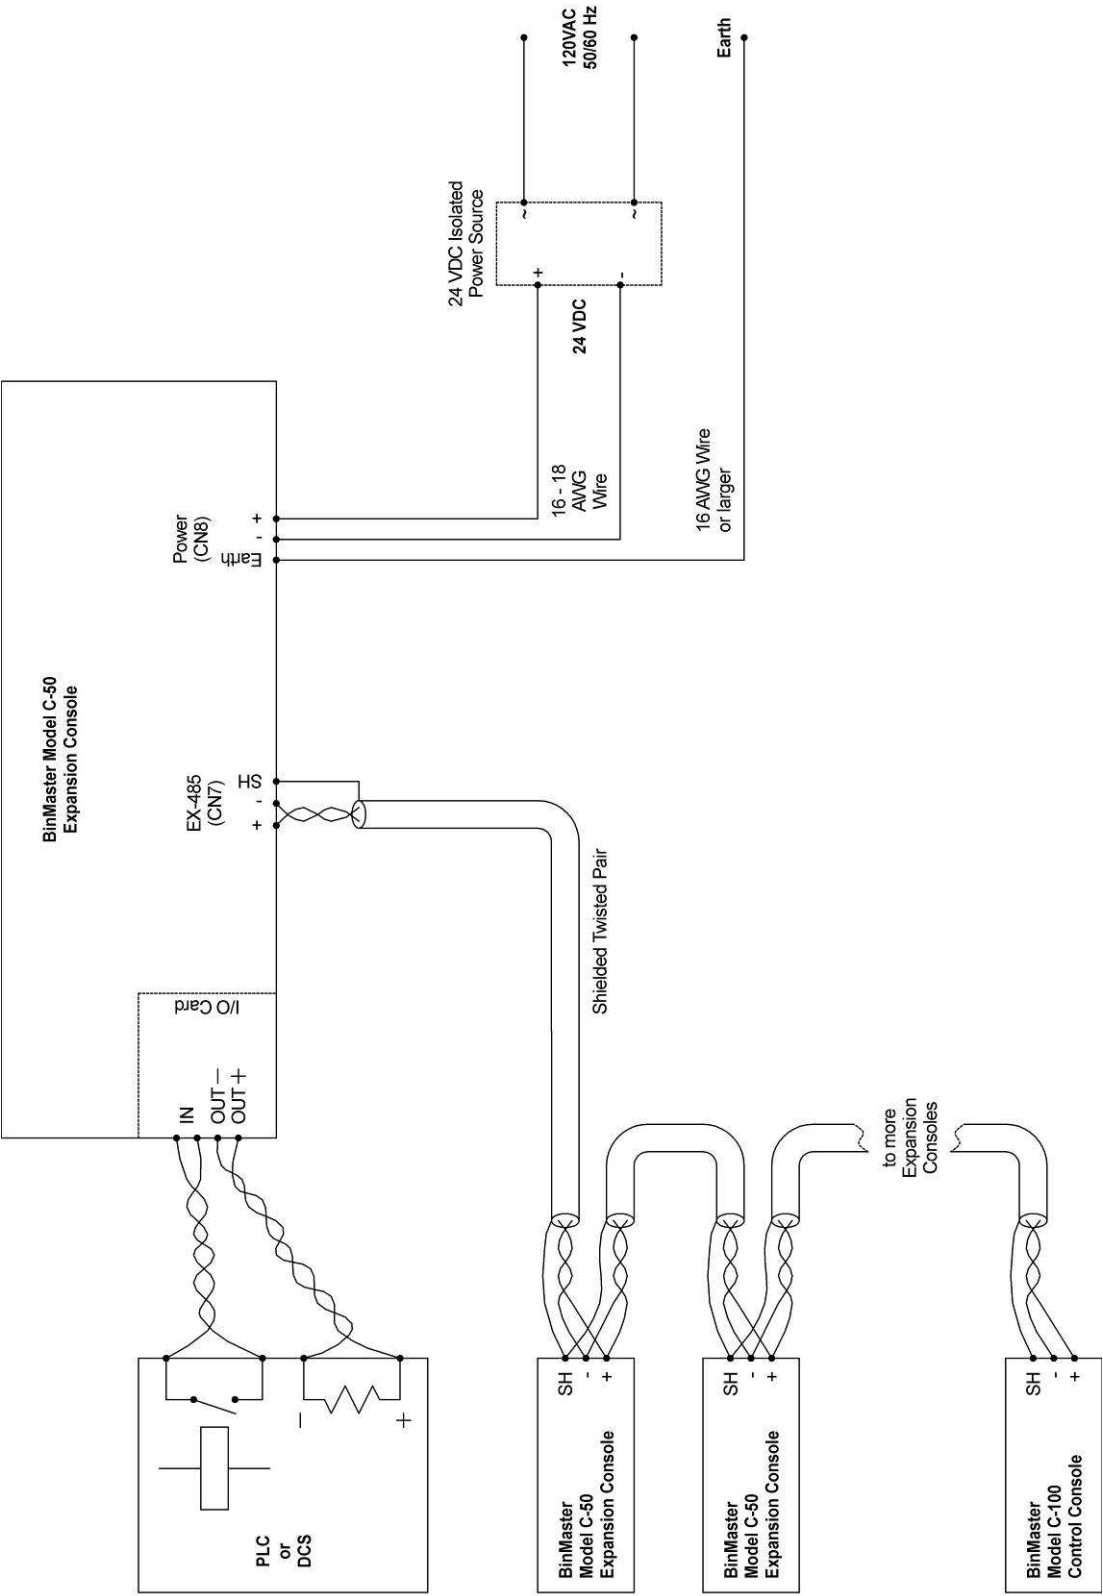 BinMaster Model C-50
Expansion Console
I/O Card
IN
OUT −
OUT +
EX-485
(CN7)
+
-
SH
Power
(CN8)
Earth
-
+
24 VDC Isolated
Power Source
+
-
~
~
24 VDC
120VAC
50/60 Hz
Earth
16 - 18
AWG
Wire
16 AWG Wire
or larger
Shielded Twisted Pair
to more
Expansion
Consoles
PLC
or
DCS
−
+
BinMaster
Model C-50
Expansion Console
SH
-
+
BinMaster
Model C-50
Expansion Console
SH
-
+
BinMaster
Model C-100
Control Console
SH
-
+